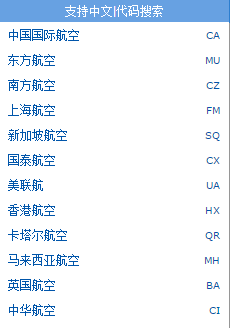 支持中文|代码搜索
中国国际航空 CA
东方航空 MU
南方航空 CZ
上海航空 FM
新加坡航空 SQ
国泰航空 CX
美联航 UA
香港航空 HX
卡塔尔航空 QR
马来西亚航空 MH
英国航空 BA
中华航空 CI